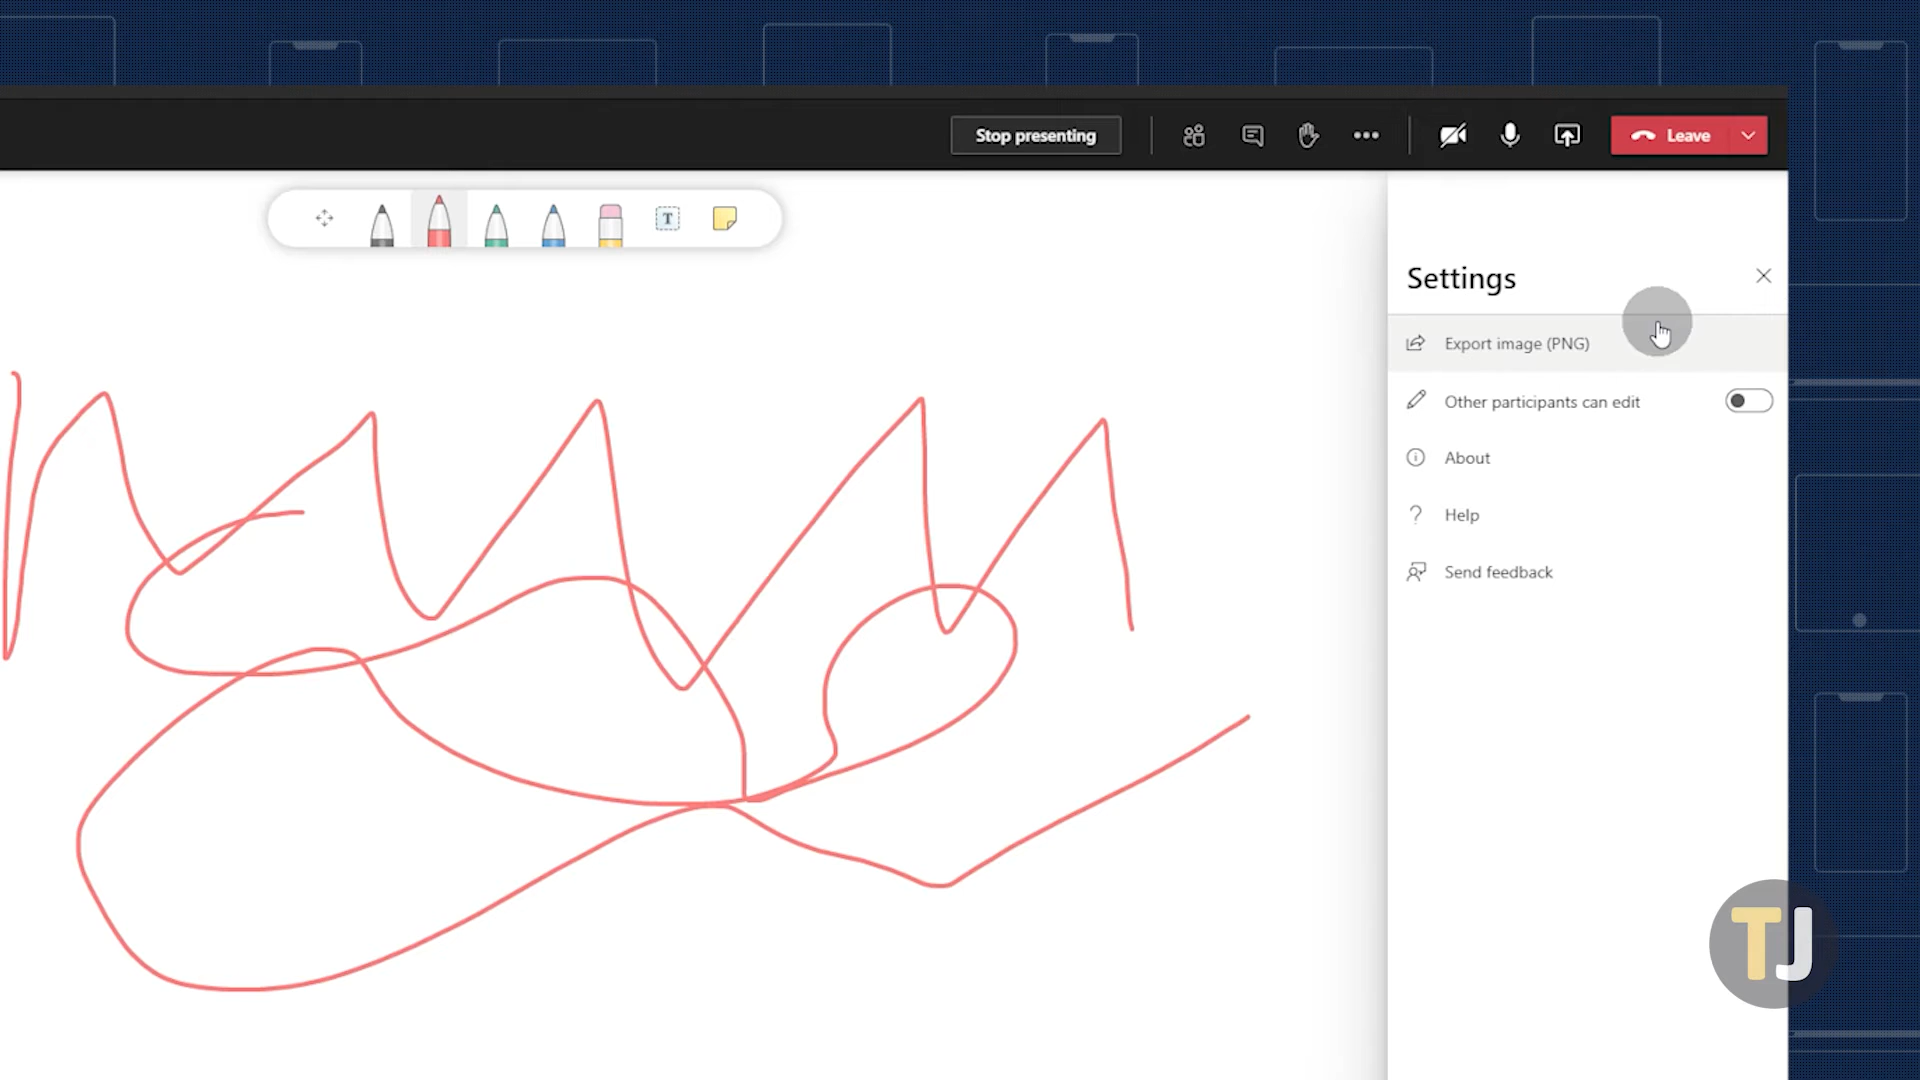 Stop presenting
Leave
T
Settings
Export image (PNG)
Other participants can edit
About
Help
Send feedback
TJ